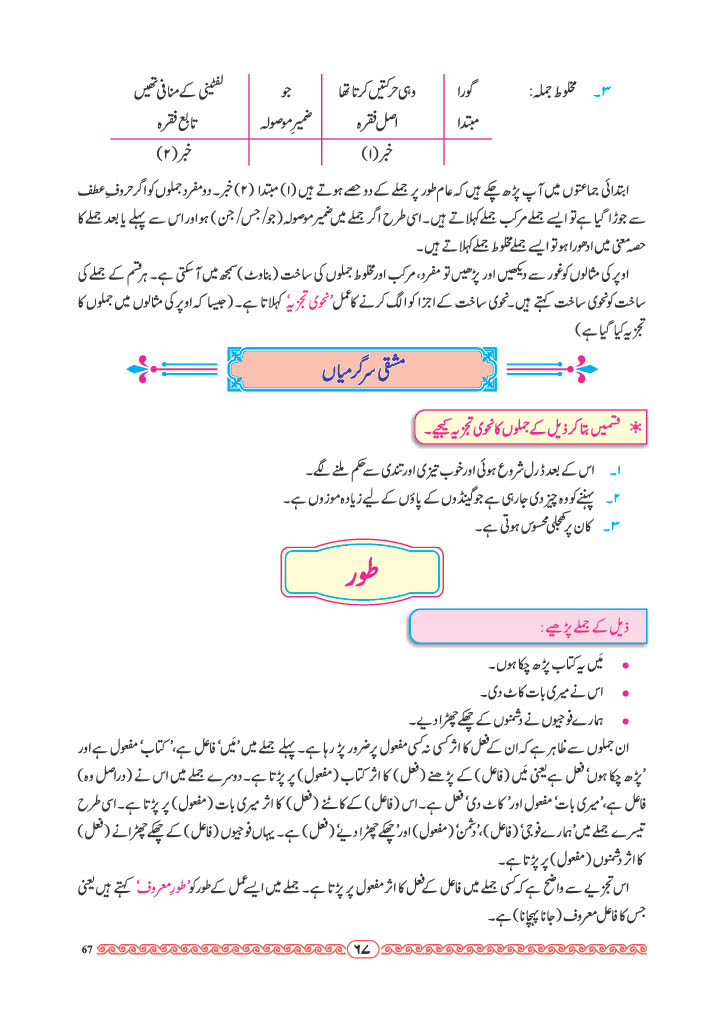 ۳۔ مخلوط جملہ: گورا وہی حرکتیں کرتا تھا جو لفٹینی کے منافی تھیں
مبتدا اصل فقرہ ضمیرِ موصولہ تابع فقرہ
خبر (۱) خبر (۲)
ابتدائی جماعتوں میں آپ پڑھ چکے ہیں کہ عام طور پر جملے کے دو حصے ہوتے ہیں (۱) مبتدا (۲) خبر۔ دو مفرد جملوں کو اگر حروفِ عطف
سے جوڑا گیا ہے تو ایسے جملے مرکب جملے کہلاتے ہیں۔ اسی طرح اگر جملے میں ضمیر موصولہ (جو/جس/جن) ہو اور اس سے پہلے یا بعد جملے کا
حصہ معنی میں ادھورا ہو تو ایسے جملے مخلوط جملے کہلاتے ہیں۔
اوپر کی مثالوں کو غور سے دیکھیں اور پڑھیں تو مفرد، مرکب اور مخلوط جملوں کی ساخت (بناوٹ) سمجھ میں آسکتی ہے۔ ہر قسم کے جملے کی
ساخت کو نحوی ساخت کہتے ہیں۔ نحوی ساخت کے اجزا کو الگ کرنے کا عمل 'نحوی تجزیہ' کہلاتا ہے۔ (جیسا کہ اوپر کی مثالوں میں جملوں کا
تجزیہ کیا گیا ہے)
مشقی سرگرمیاں
* قسمیں بتا کر ذیل کے جملوں کا نحوی تجزیہ کیجیے۔
۱۔ اس کے بعد ڈرل شروع ہوئی اور خوب تیزی اور تندی سے حکم ملنے لگے۔
۲۔ پہننے کو وہ چیز دی جا رہی ہے جو گینڈوں کے پاؤں کے لیے زیادہ موزوں ہے۔
۳۔ کان پر کھجلی محسوس ہوتی ہے۔
طور
ذیل کے جملے پڑھیے:
• مَیں یہ کتاب پڑھ چکا ہوں۔
• اس نے میری بات کاٹ دی۔
• ہمارے فوجیوں نے دشمنوں کے چھکے چھڑا دیے۔
ان جملوں سے ظاہر ہے کہ ان کے فعل کا اثر کسی نہ کسی مفعول پر ضرور پڑ رہا ہے۔ پہلے جملے میں 'مَیں' فاعل ہے، 'کتاب' مفعول ہے اور
'پڑھ چکا ہوں' فعل ہے یعنی مَیں (فاعل) کے پڑھنے (فعل) کا اثر کتاب (مفعول) پر پڑتا ہے۔ دوسرے جملے میں اس نے (دراصل وہ)
فاعل ہے، 'میری بات' مفعول اور 'کاٹ دی' فعل ہے۔ اس (فاعل) کے کاٹنے (فعل) کا اثر میری بات (مفعول) پر پڑتا ہے۔ اسی طرح
تیسرے جملے میں 'ہمارے فوجی' (فاعل)، 'دشمن' (مفعول) اور 'چھکے چھڑا دیے' (فعل) ہے۔ یہاں فوجیوں (فاعل) کے چھکے چھڑانے (فعل)
کا اثر دشمنوں (مفعول) پر پڑتا ہے۔
اس تجزیے سے واضح ہے کہ کسی جملے میں فاعل کے فعل کا اثر مفعول پر پڑتا ہے۔ جملے میں ایسے عمل کے طور کو 'طورِ معروف' کہتے ہیں یعنی
جس کا فاعل معروف (جانا پہچانا) ہے۔
67 ۶۷